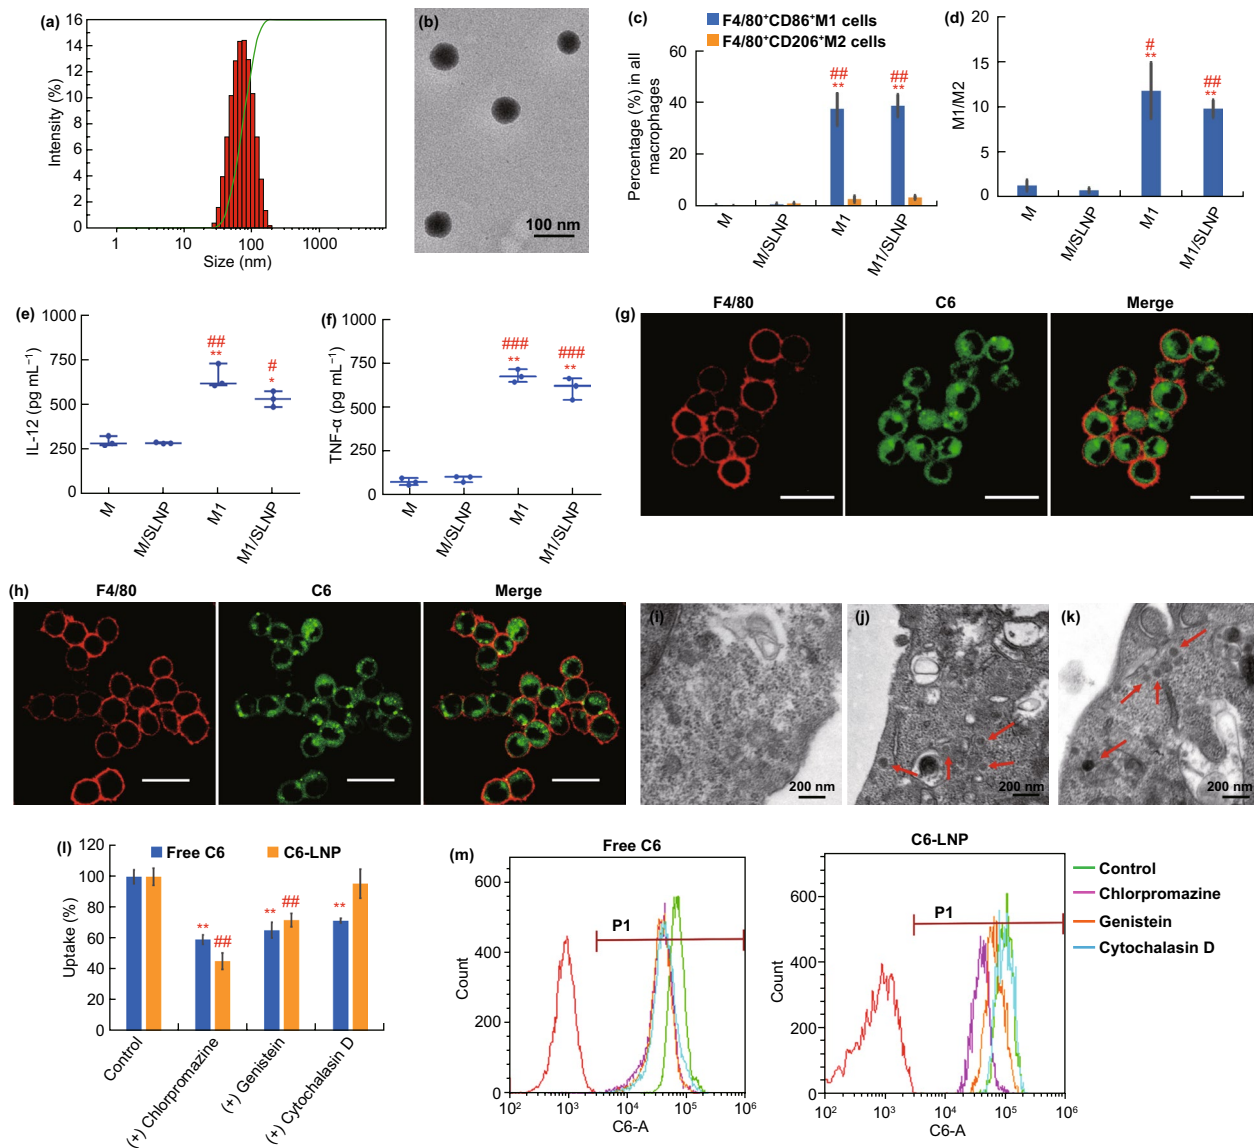 (a)
16
14
12
10
8
6
4
2
0
Intensity (%)
1
10
100
1000
Size (nm)
(b)
100 nm
(c)
F4/80⁺CD86⁺M1 cells
F4/80⁺CD206⁺M2 cells
60
40
20
0
Percentage (%) in all
macrophages
M
M/SLNP
M1
M1/SLNP
##
**
##
**
(d)
20
15
10
5
0
M1/M2
M
M/SLNP
M1
M1/SLNP
#
**
##
**
(e)
1000
750
500
250
0
IL-12 (pg mL⁻¹)
M
M/SLNP
M1
M1/SLNP
##
**
#
*
(f)
1000
750
500
250
0
TNF-α (pg mL⁻¹)
M
M/SLNP
M1
M1/SLNP
###
**
###
**
(g)
F4/80
C6
Merge
(h)
F4/80
C6
Merge
(i)
200 nm
(j)
200 nm
(k)
200 nm
(l)
Free C6
C6-LNP
120
100
80
60
40
20
0
Uptake (%)
**
##
**
##
**
Control
(+) Chlorpromazine
(+) Genistein
(+) Cytochalasin D
(m)
Free C6
600
400
200
0
Count
P1
10²
10³
10⁴
10⁵
10⁶
C6-A
C6-LNP
600
400
200
0
Count
P1
10²
10³
10⁴
10⁵
10⁶
C6-A
Control
Chlorpromazine
Genistein
Cytochalasin D